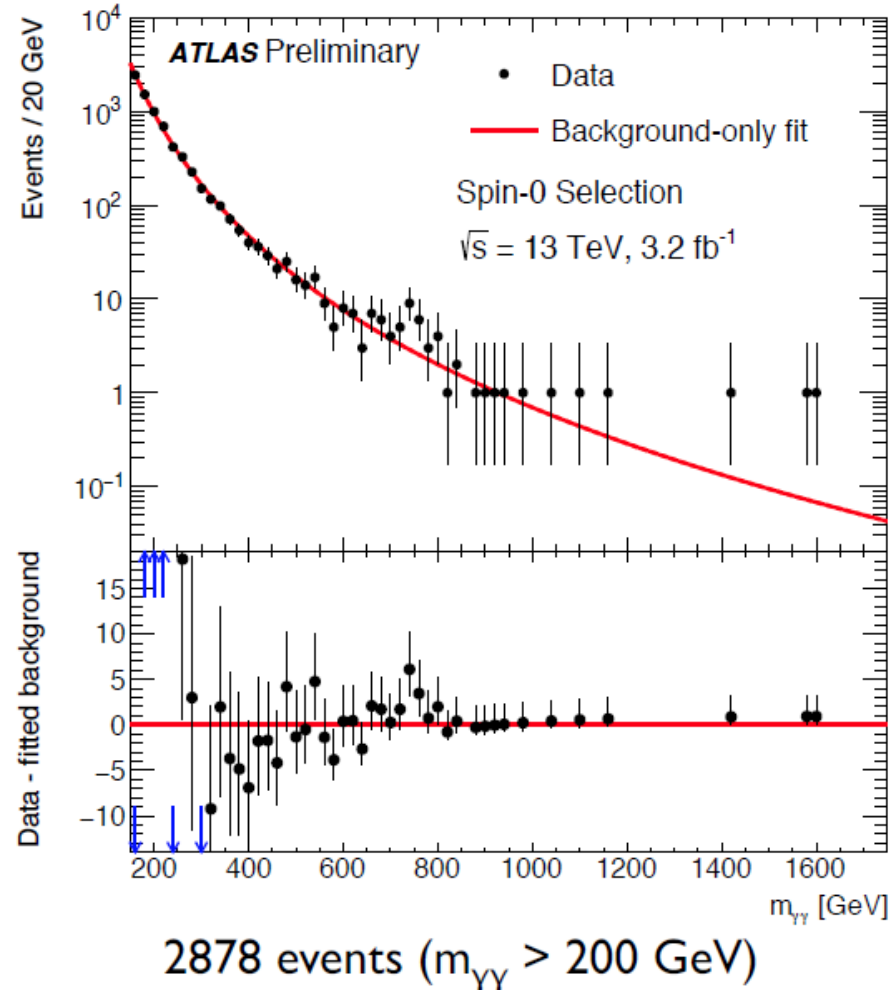 ATLAS Preliminary
Data
Background-only fit
Spin-0 Selection
√s = 13 TeV, 3.2 fb⁻¹
Events / 20 GeV
10⁴
10³
10²
10
1
10⁻¹
Data - fitted background
15
10
5
0
−5
−10
200 400 600 800 1000 1200 1400 1600
m_γγ [GeV]
2878 events (m_γγ > 200 GeV)